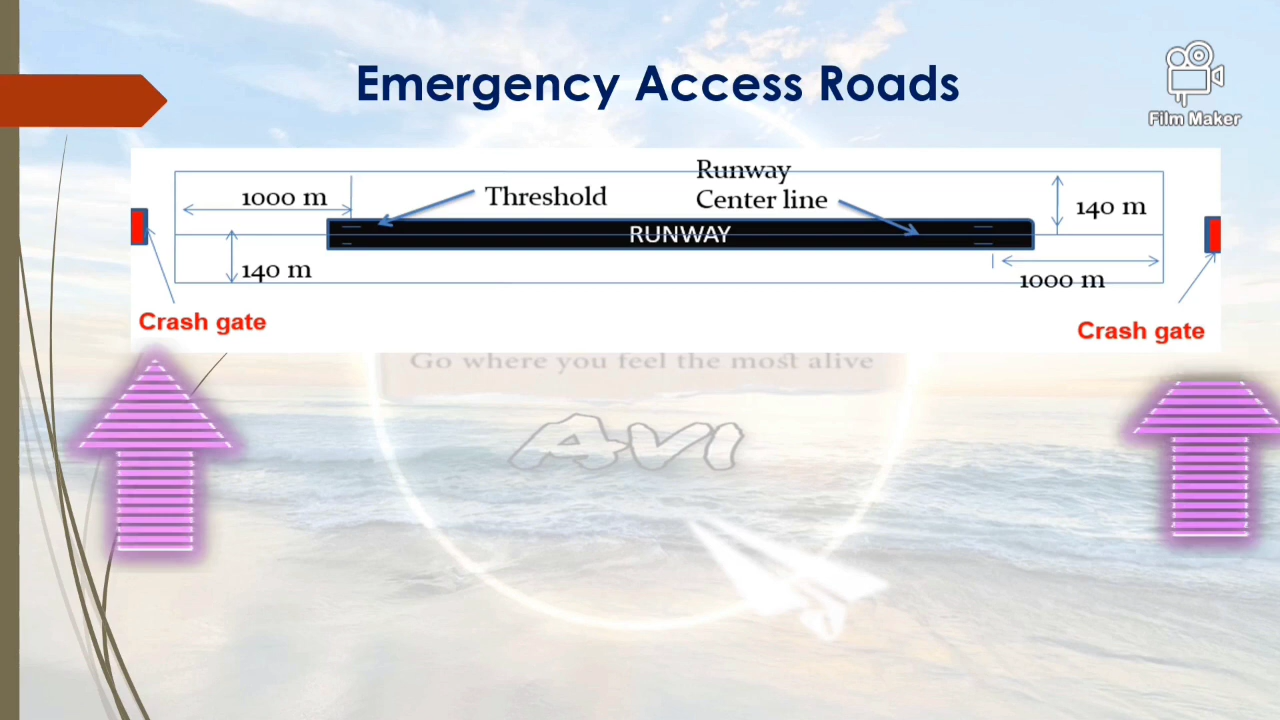 Emergency Access Roads
Film Maker
Runway
Center line
1000 m
Threshold
140 m
RUNWAY
140 m
1000 m
Crash gate
Crash gate
Go where you feel the most alive
AVI